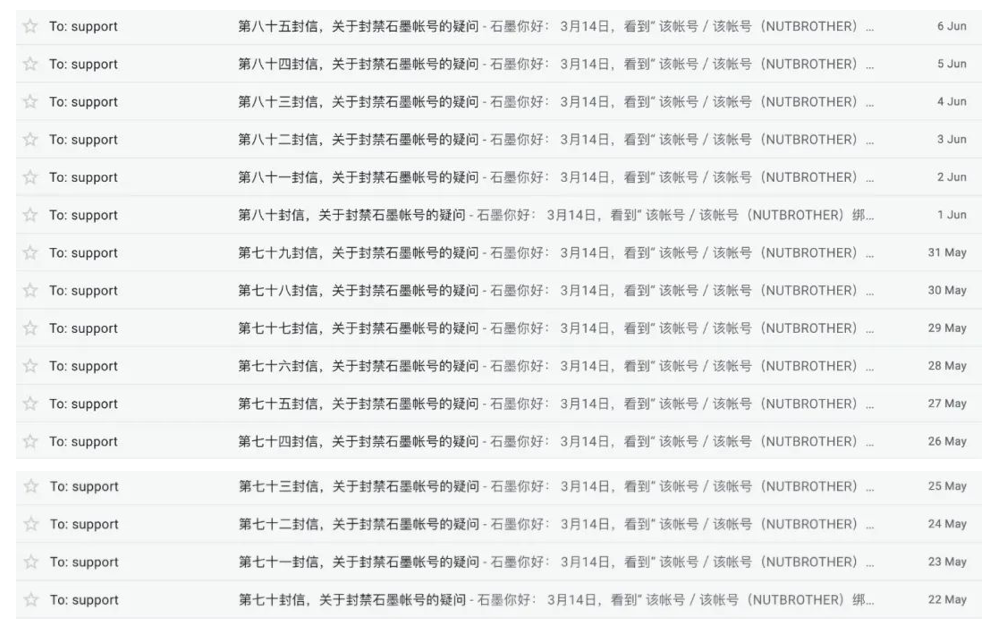 To: support 第八十五封信，关于封禁石墨帐号的疑问 - 石墨你好： 3月14日，看到“ 该帐号 / 该帐号（NUTBROTHER） ... 6 Jun
To: support 第八十四封信，关于封禁石墨帐号的疑问 - 石墨你好： 3月14日，看到“ 该帐号 / 该帐号（NUTBROTHER） ... 5 Jun
To: support 第八十三封信，关于封禁石墨帐号的疑问 - 石墨你好： 3月14日，看到“ 该帐号 / 该帐号（NUTBROTHER） ... 4 Jun
To: support 第八十二封信，关于封禁石墨帐号的疑问 - 石墨你好： 3月14日，看到“ 该帐号 / 该帐号（NUTBROTHER） ... 3 Jun
To: support 第八十一封信，关于封禁石墨帐号的疑问 - 石墨你好： 3月14日，看到“ 该帐号 / 该帐号（NUTBROTHER） ... 2 Jun
To: support 第八十封信，关于封禁石墨帐号的疑问 - 石墨你好： 3月14日，看到“ 该帐号 / 该帐号（NUTBROTHER）绑... 1 Jun
To: support 第七十九封信，关于封禁石墨帐号的疑问 - 石墨你好： 3月14日，看到“ 该帐号 / 该帐号（NUTBROTHER） ... 31 May
To: support 第七十八封信，关于封禁石墨帐号的疑问 - 石墨你好： 3月14日，看到“ 该帐号 / 该帐号（NUTBROTHER） ... 30 May
To: support 第七十七封信，关于封禁石墨帐号的疑问 - 石墨你好： 3月14日，看到“ 该帐号 / 该帐号（NUTBROTHER） ... 29 May
To: support 第七十六封信，关于封禁石墨帐号的疑问 - 石墨你好： 3月14日，看到“ 该帐号 / 该帐号（NUTBROTHER） ... 28 May
To: support 第七十五封信，关于封禁石墨帐号的疑问 - 石墨你好： 3月14日，看到“ 该帐号 / 该帐号（NUTBROTHER） ... 27 May
To: support 第七十四封信，关于封禁石墨帐号的疑问 - 石墨你好： 3月14日，看到“ 该帐号 / 该帐号（NUTBROTHER） ... 26 May
To: support 第七十三封信，关于封禁石墨帐号的疑问 - 石墨你好： 3月14日，看到“ 该帐号 / 该帐号（NUTBROTHER） ... 25 May
To: support 第七十二封信，关于封禁石墨帐号的疑问 - 石墨你好： 3月14日，看到“ 该帐号 / 该帐号（NUTBROTHER） ... 24 May
To: support 第七十一封信，关于封禁石墨帐号的疑问 - 石墨你好： 3月14日，看到“ 该帐号 / 该帐号（NUTBROTHER） ... 23 May
To: support 第七十封信，关于封禁石墨帐号的疑问 - 石墨你好： 3月14日，看到“ 该帐号 / 该帐号（NUTBROTHER）绑... 22 May